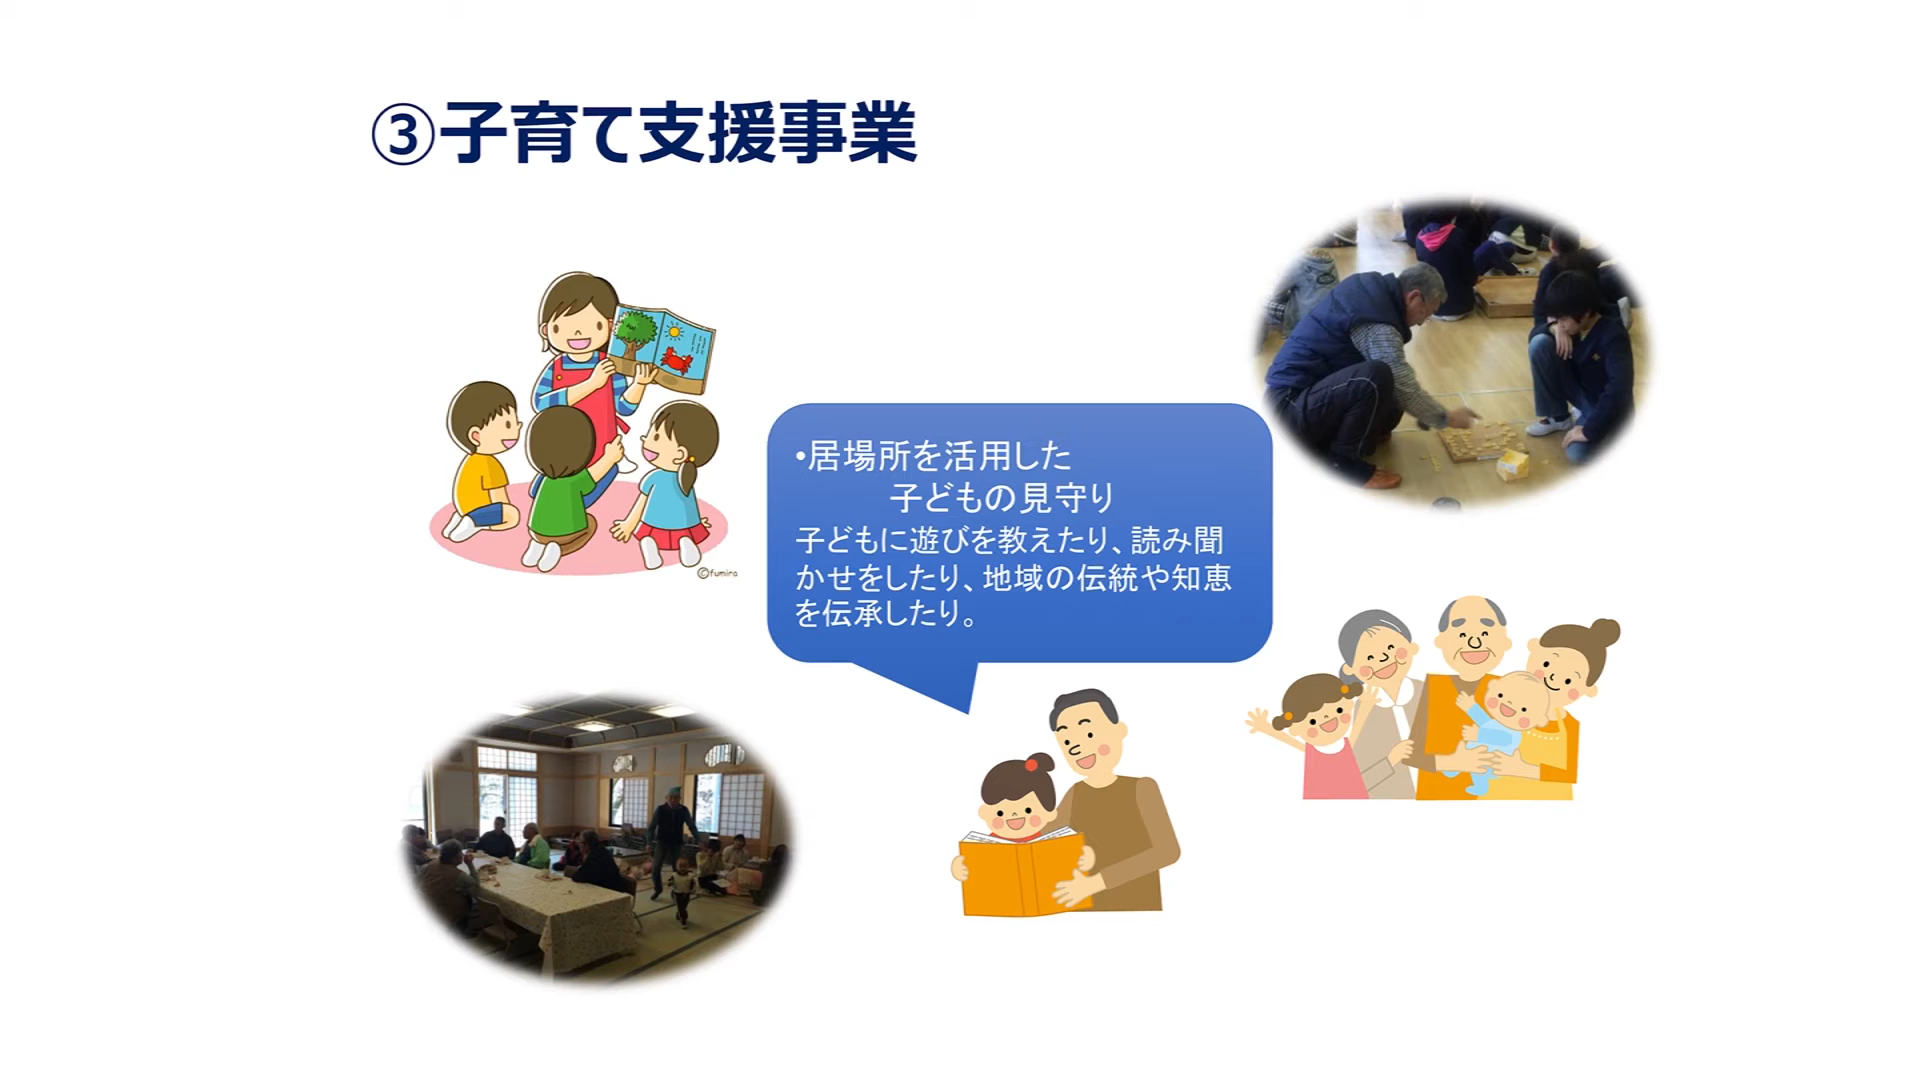 ③子育て支援事業
•居場所を活用した
子どもの見守り
子どもに遊びを教えたり、読み聞
かせをしたり、地域の伝統や知恵
を伝承したり。
©fumira